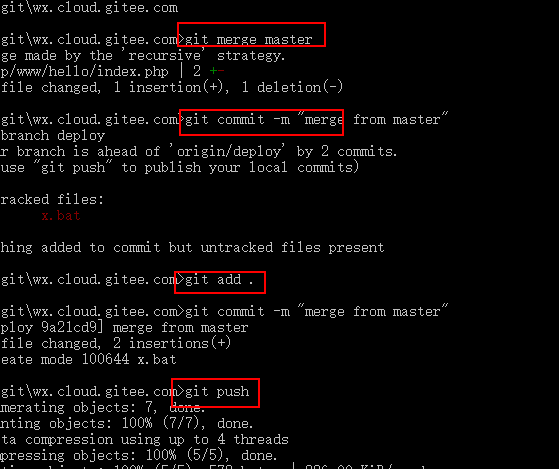 git\wx.cloud.gitee.com
git\wx.cloud.gitee.com>git merge master
ge made by the 'recursive' strategy.
p/www/hello/index.php | 2 +-
file changed, 1 insertion(+), 1 deletion(-)
git\wx.cloud.gitee.com>git commit -m "merge from master"
branch deploy
r branch is ahead of 'origin/deploy' by 2 commits.
use "git push" to publish your local commits)
racked files:
x.bat
hing added to commit but untracked files present
git\wx.cloud.gitee.com>git add .
git\wx.cloud.gitee.com>git commit -m "merge from master"
ploy 9a21cd9] merge from master
file changed, 2 insertions(+)
eate mode 100644 x.bat
git\wx.cloud.gitee.com>git push
merating objects: 7, done.
nting objects: 100% (7/7), done.
ta compression using up to 4 threads
pressing objects: 100% (5/5), done.